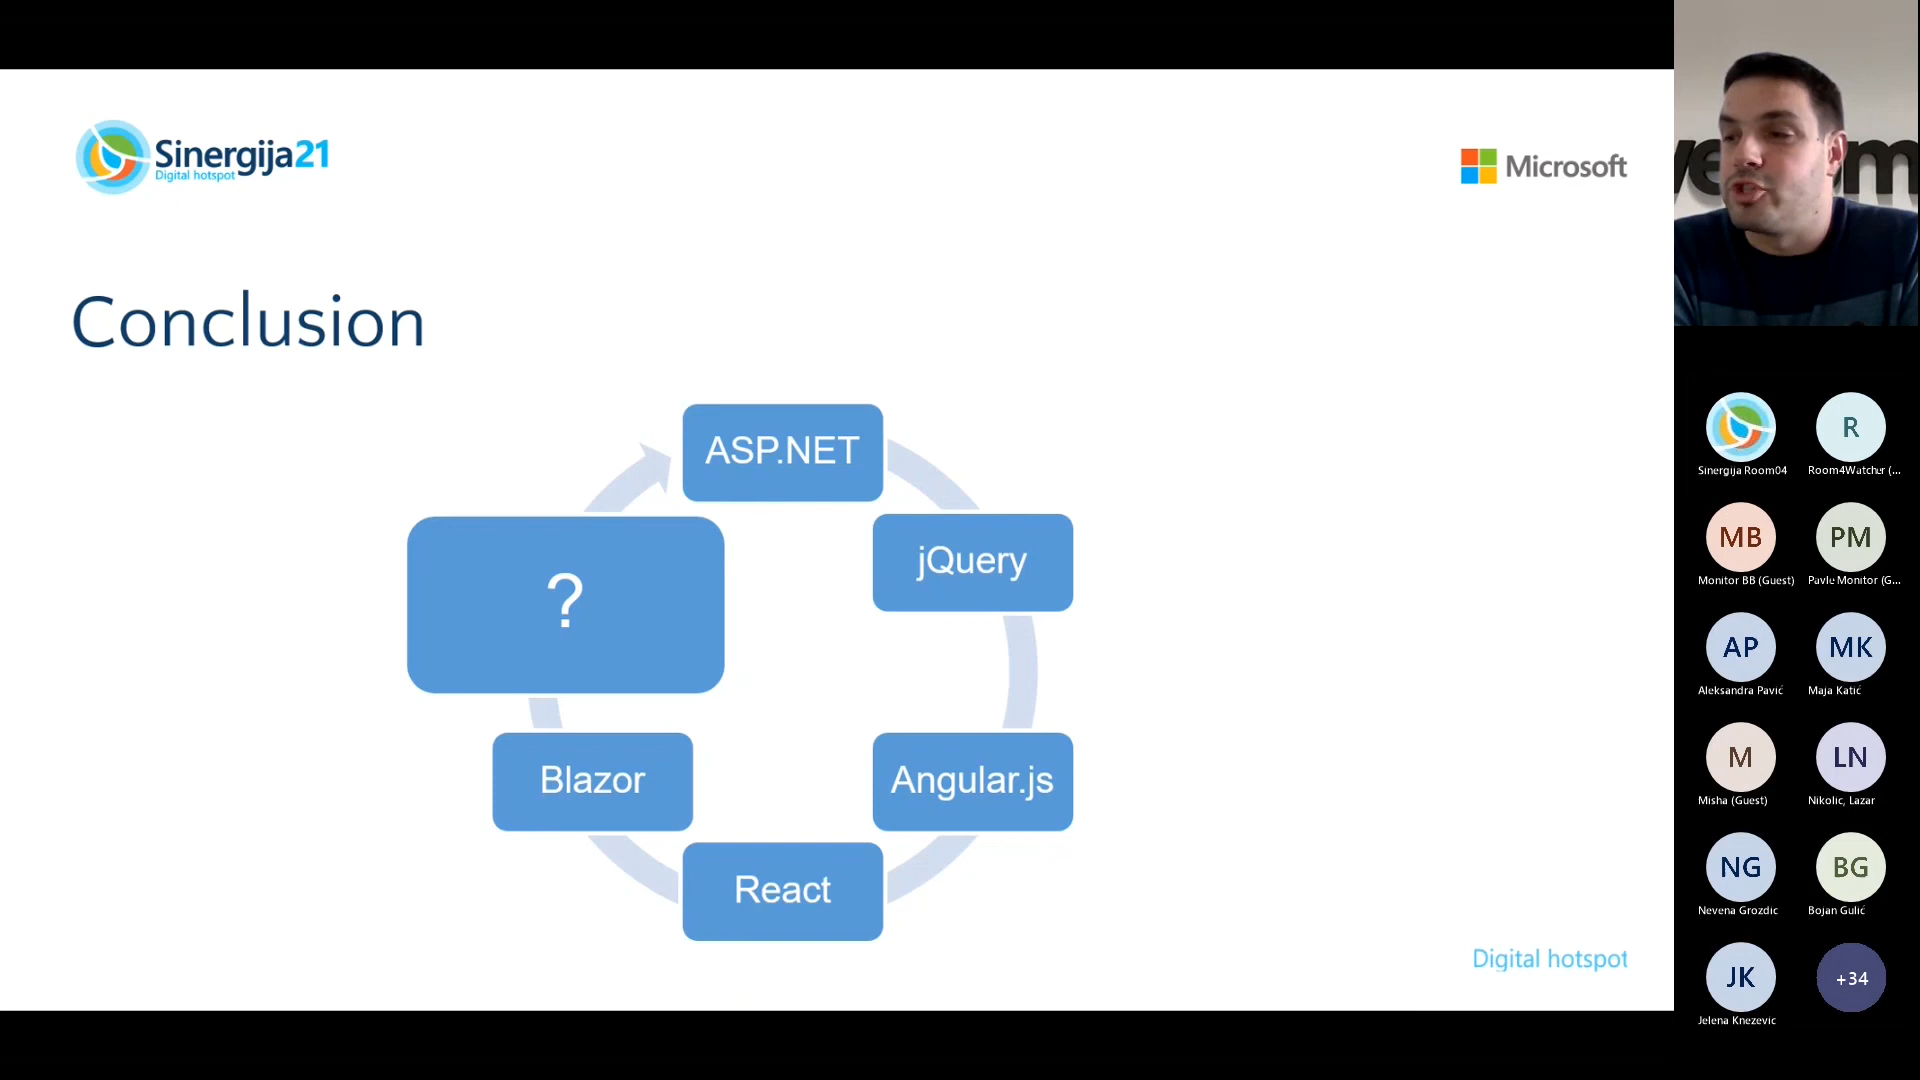 Sinergija21
Digital hotspot
Microsoft
Conclusion
ASP.NET
jQuery
?
Angular.js
Blazor
React
Digital hotspot
Sinergija Room04
R
Room4Watcher (...
MB
Monitor BB (Guest)
PM
Pavle Monitor (G...
AP
Aleksandra Pavić
MK
Maja Katić
M
Misha (Guest)
LN
Nikolic, Lazar
NG
Nevena Grozdic
BG
Bojan Gulić
JK
Jelena Knezevic
+34